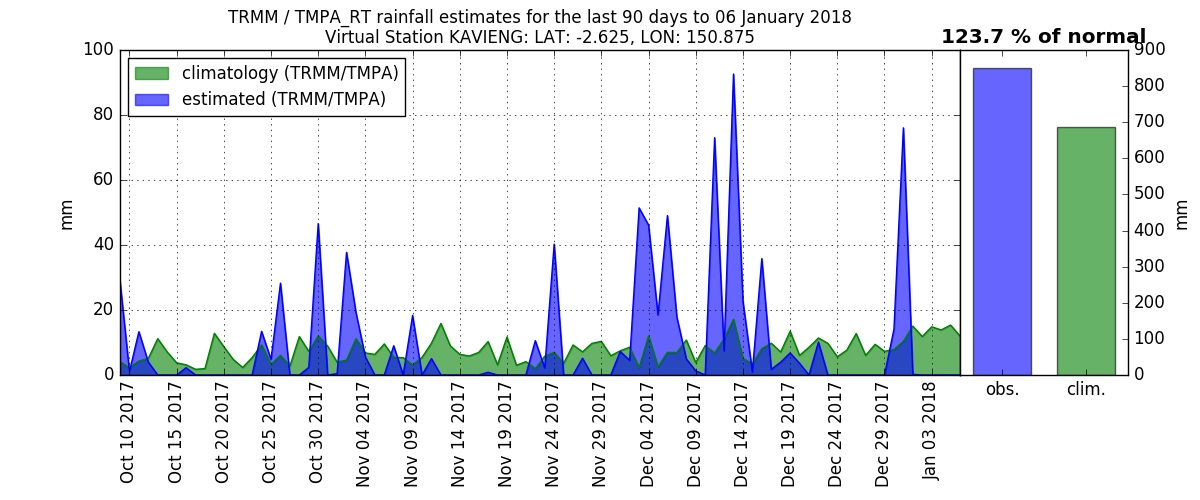 TRMM / TMPA_RT rainfall estimates for the last 90 days to 06 January 2018
Virtual Station KAVIENG: LAT: -2.625, LON: 150.875
123.7 % of normal
climatology (TRMM/TMPA)
estimated (TRMM/TMPA)
100
80
60
40
20
0
mm
Oct 10 2017
Oct 15 2017
Oct 20 2017
Oct 25 2017
Oct 30 2017
Nov 04 2017
Nov 09 2017
Nov 14 2017
Nov 19 2017
Nov 24 2017
Nov 29 2017
Dec 04 2017
Dec 09 2017
Dec 14 2017
Dec 19 2017
Dec 24 2017
Dec 29 2017
Jan 03 2018
obs.
clim.
900
800
700
600
500
400
300
200
100
0
mm